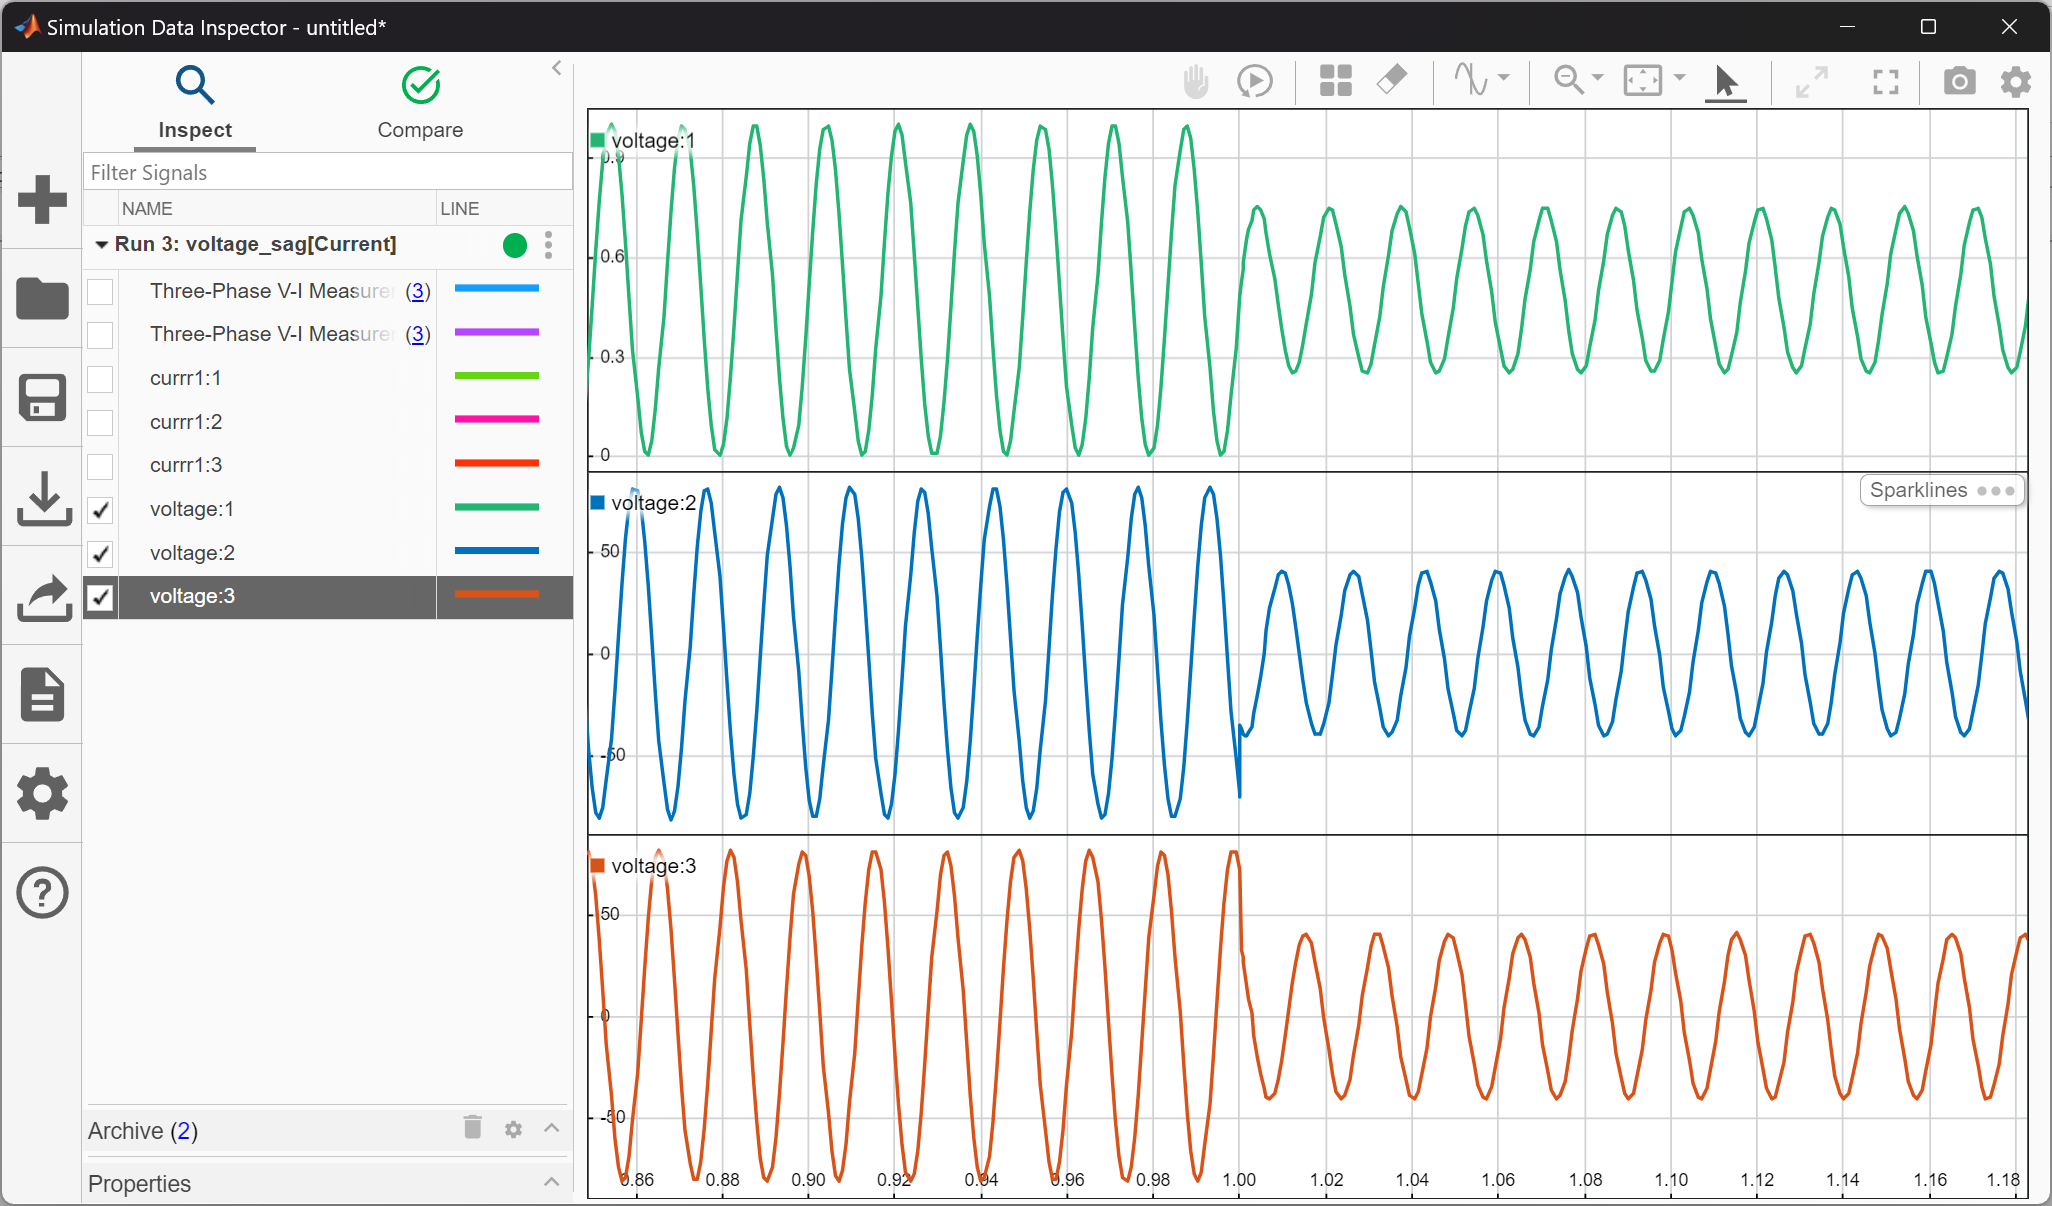 Simulation Data Inspector - untitled*
Inspect
Compare
Filter Signals
NAME LINE
Run 3: voltage_sag[Current]
Three-Phase V-I Measurer (3)
Three-Phase V-I Measurer (3)
currr1:1
currr1:2
currr1:3
voltage:1
voltage:2
voltage:3
Archive (2)
Properties
voltage:1
0.9
0.6
0.3
0
Sparklines
voltage:2
50
0
-50
voltage:3
50
0
-50
0.86 0.88 0.90 0.92 0.94 0.96 0.98 1.00 1.02 1.04 1.06 1.08 1.10 1.12 1.14 1.16 1.18